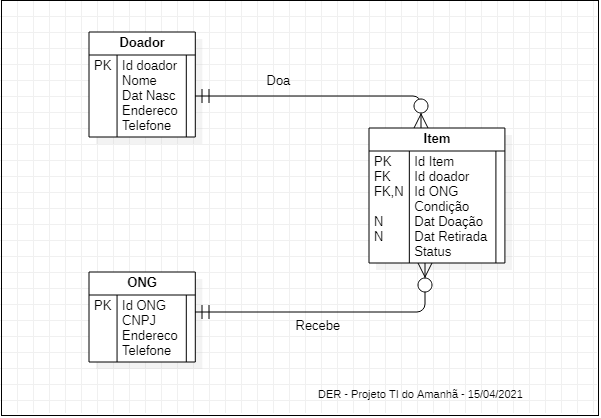 Doador
PK Id doador
Nome
Dat Nasc
Endereco
Telefone
Doa
Item
PK Id Item
FK Id doador
FK,N Id ONG
Condição
N Dat Doação
N Dat Retirada
Status
ONG
PK Id ONG
CNPJ
Endereco
Telefone
Recebe
DER - Projeto TI do Amanhã - 15/04/2021